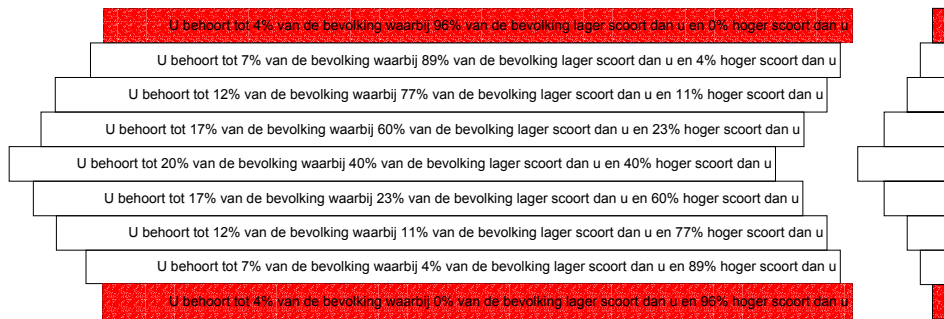 U behoort tot 4% van de bevolking waarbij 96% van de bevolking lager scoort dan u en 0% hoger scoort dan u
U behoort tot 7% van de bevolking waarbij 89% van de bevolking lager scoort dan u en 4% hoger scoort dan u
U behoort tot 12% van de bevolking waarbij 77% van de bevolking lager scoort dan u en 11% hoger scoort dan u
U behoort tot 17% van de bevolking waarbij 60% van de bevolking lager scoort dan u en 23% hoger scoort dan u
U behoort tot 20% van de bevolking waarbij 40% van de bevolking lager scoort dan u en 40% hoger scoort dan u
U behoort tot 17% van de bevolking waarbij 23% van de bevolking lager scoort dan u en 60% hoger scoort dan u
U behoort tot 12% van de bevolking waarbij 11% van de bevolking lager scoort dan u en 77% hoger scoort dan u
U behoort tot 7% van de bevolking waarbij 4% van de bevolking lager scoort dan u en 89% hoger scoort dan u
U behoort tot 4% van de bevolking waarbij 0% van de bevolking lager scoort dan u en 96% hoger scoort dan u